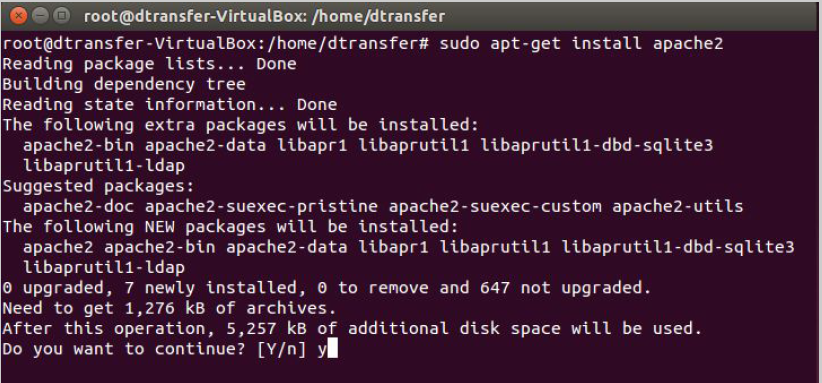 root@dtransfer-VirtualBox: /home/dtransfer
root@dtransfer-VirtualBox:/home/dtransfer# sudo apt-get install apache2
Reading package lists... Done
Building dependency tree
Reading state information... Done
The following extra packages will be installed:
  apache2-bin apache2-data libapr1 libaprutil1 libaprutil1-dbd-sqlite3
  libaprutil1-ldap
Suggested packages:
  apache2-doc apache2-suexec-pristine apache2-suexec-custom apache2-utils
The following NEW packages will be installed:
  apache2 apache2-bin apache2-data libapr1 libaprutil1 libaprutil1-dbd-sqlite3
  libaprutil1-ldap
0 upgraded, 7 newly installed, 0 to remove and 647 not upgraded.
Need to get 1,276 kB of archives.
After this operation, 5,257 kB of additional disk space will be used.
Do you want to continue? [Y/n] y